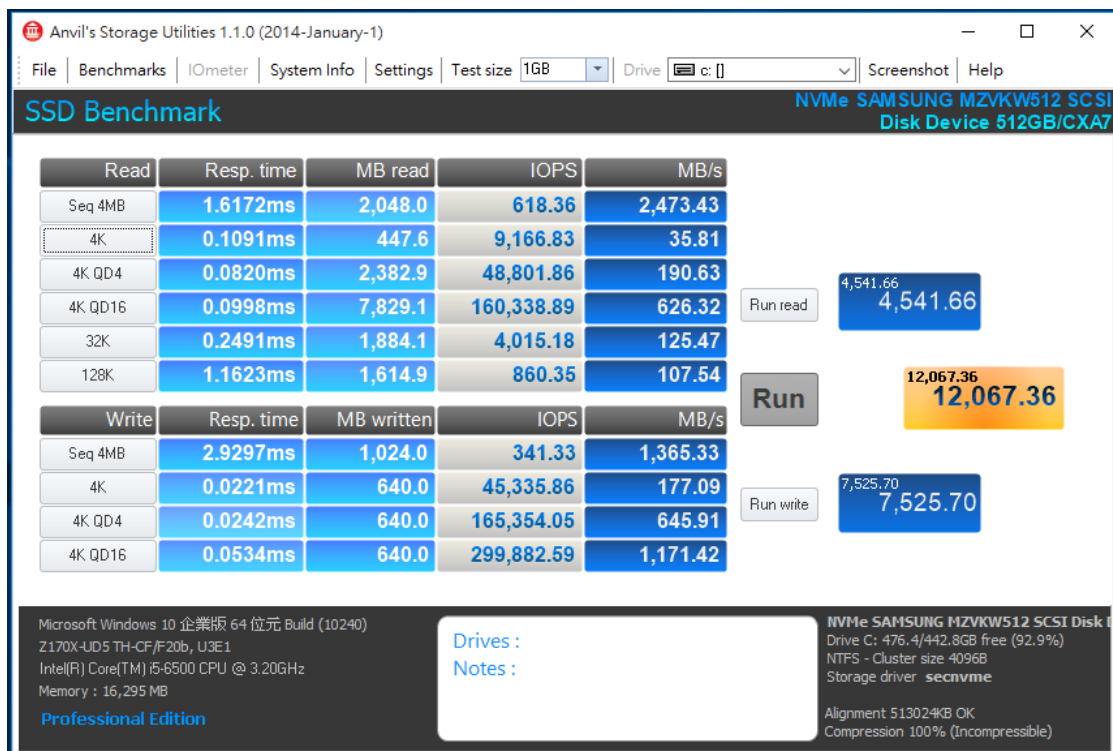 Anvil's Storage Utilities 1.1.0 (2014-January-1)
File Benchmarks IOmeter System Info Settings Test size 1GB Drive c: [] Screenshot Help
SSD Benchmark
NVMe SAMSUNG MZVKW512 SCSI
Disk Device 512GB/CXA7
Read Resp. time MB read IOPS MB/s
Seq 4MB 1.6172ms 2,048.0 618.36 2,473.43
4K 0.1091ms 447.6 9,166.83 35.81
4K QD4 0.0820ms 2,382.9 48,801.86 190.63
4K QD16 0.0998ms 7,829.1 160,338.89 626.32
32K 0.2491ms 1,884.1 4,015.18 125.47
128K 1.1623ms 1,614.9 860.35 107.54
Run read
4,541.66
4,541.66
Run
12,067.36
12,067.36
Write Resp. time MB written IOPS MB/s
Seq 4MB 2.9297ms 1,024.0 341.33 1,365.33
4K 0.0221ms 640.0 45,335.86 177.09
4K QD4 0.0242ms 640.0 165,354.05 645.91
4K QD16 0.0534ms 640.0 299,882.59 1,171.42
Run write
7,525.70
7,525.70
Microsoft Windows 10 企業版 64 位元 Build (10240)
Z170X-UD5 TH-CF/F20b, U3E1
Intel(R) Core(TM) i5-6500 CPU @ 3.20GHz
Memory : 16,295 MB
Professional Edition
Drives :
Notes :
NVMe SAMSUNG MZVKW512 SCSI Disk
Drive C: 476.4/442.8GB free (92.9%)
NTFS - Cluster size 4096B
Storage driver secnvme
Alignment 513024KB OK
Compression 100% (Incompressible)